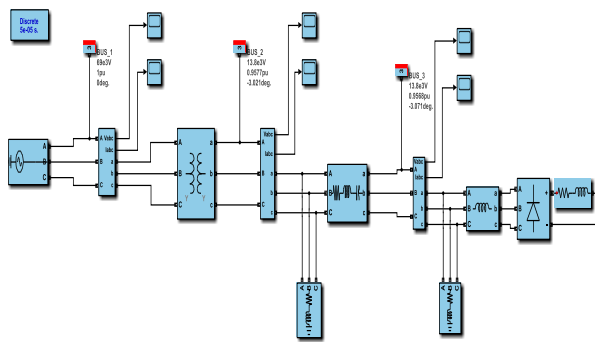 Discrete
5e-05 s.
BUS_1
69e3V
1pu
0deg.
BUS_2
13.8e3V
0.9577pu
-3.021deg.
BUS_3
13.8e3V
0.9568pu
-3.071deg.
A
B
C
A Vabc
Iabc
B a
b
C c
A a
B b
C c
Y Y
Vabc
A
Iabc
B a
b
C c
A a
B b
C c
Vabc
A
Iabc
B a
b
C c
A a
B b
C c
A
B
C
+
-
A B C
A B C